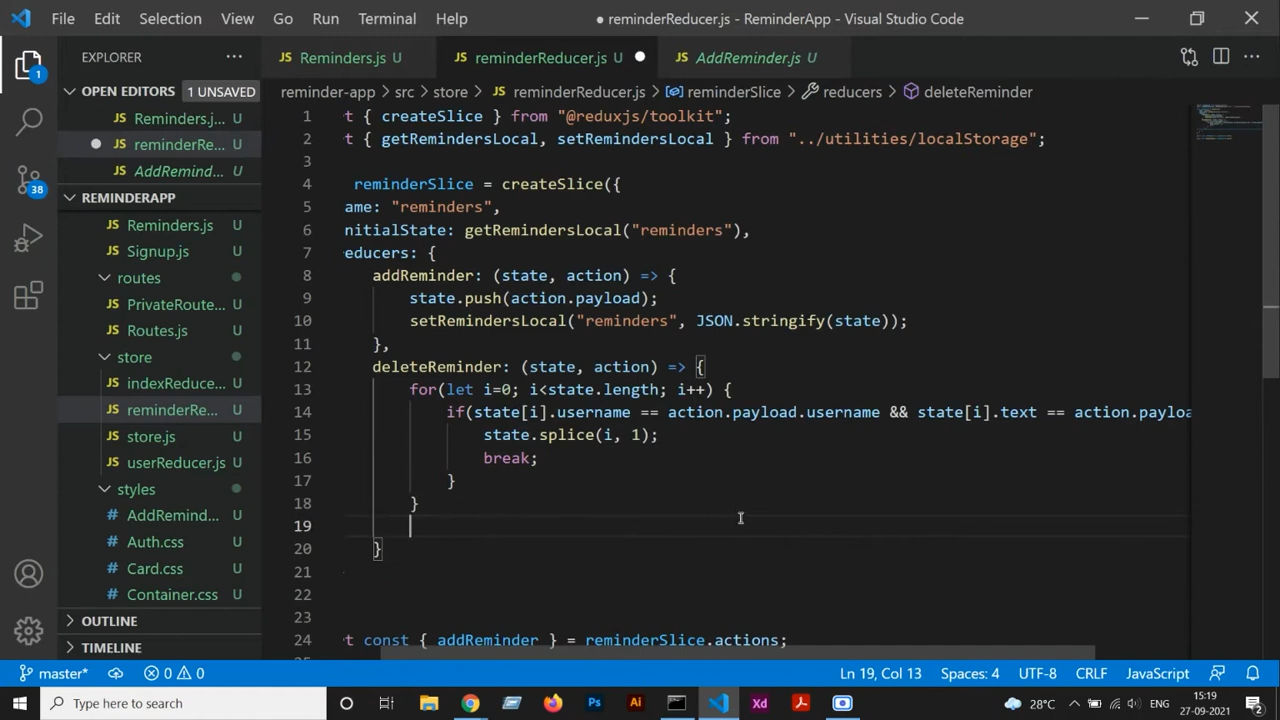 File Edit Selection View Go Run Terminal Help ● reminderReducer.js - ReminderApp - Visual Studio Code
EXPLORER ...
JS Reminders.js U JS reminderReducer.js ● JS AddReminder.js U
OPEN EDITORS 1 UNSAVED
reminder-app > src > store > JS reminderReducer.js > reminderSlice > reducers > deleteReminder
1
JS Reminders.j... U
● JS reminderRe...
JS AddRemind... U
REMINDERAPP
JS Reminders.js U
JS Signup.js U
routes
JS PrivateRoute... U
JS Routes.js U
store
JS indexReduce... U
JS reminderRe... U
JS store.js U
JS userReducer.js U
styles
# AddRemind... U
# Auth.css U
# Card.css U
# Container.css U
OUTLINE
TIMELINE
38
1 t { createSlice } from "@reduxjs/toolkit";
2 t { getRemindersLocal, setRemindersLocal } from "../utilities/localStorage";
3
4 reminderSlice = createSlice({
5 ame: "reminders",
6 nitialState: getRemindersLocal("reminders"),
7 educers: {
8 addReminder: (state, action) => {
9 state.push(action.payload);
10 setRemindersLocal("reminders", JSON.stringify(state));
11 },
12 deleteReminder: (state, action) => {
13 for(let i=0; i<state.length; i++) {
14 if(state[i].username == action.payload.username && state[i].text == action.payloa
15 state.splice(i, 1);
16 break;
17 }
18 }
19
20 }
21
22
23
24 t const { addReminder } = reminderSlice.actions;
master* 0 0 Ln 19, Col 13 Spaces: 4 UTF-8 CRLF JavaScript
Type here to search Ps Ai Xd 28°C ENG 15:19
27-09-2021 2